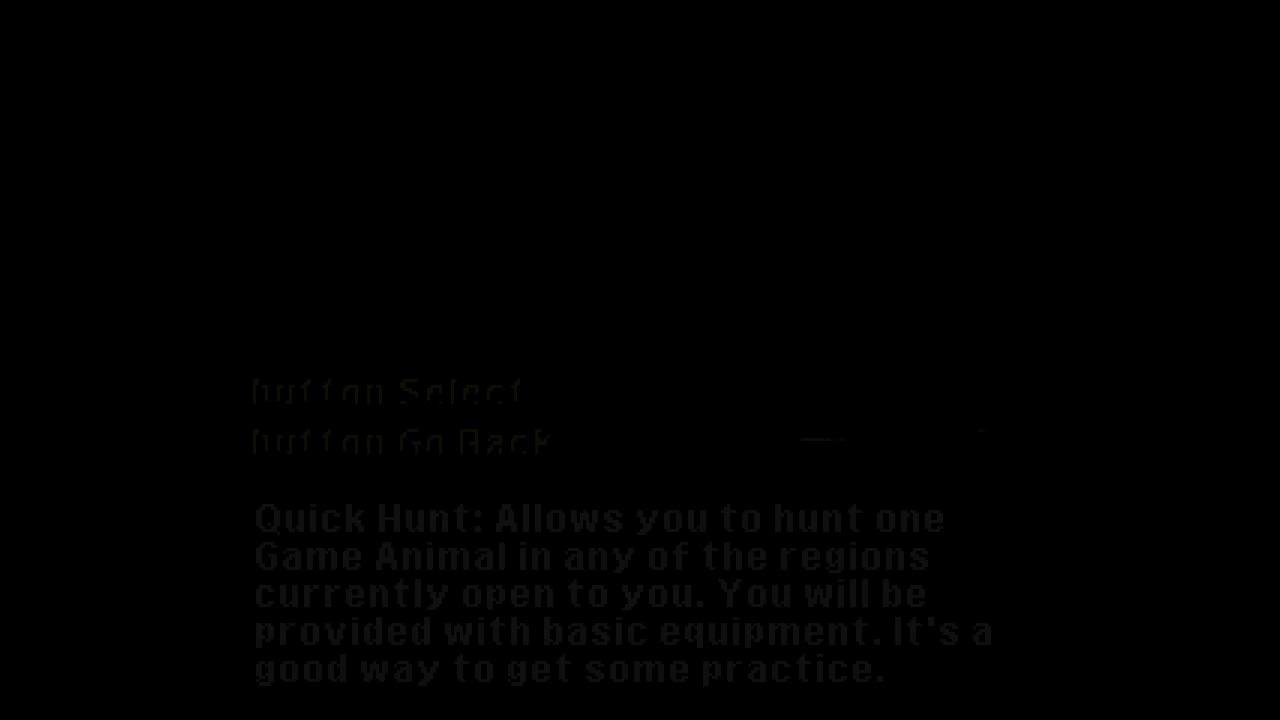 button Select
button Go Back
Quick Hunt: Allows you to hunt one
Game Animal in any of the regions
currently open to you. You will be
provided with basic equipment. It's a
good way to get some practice.